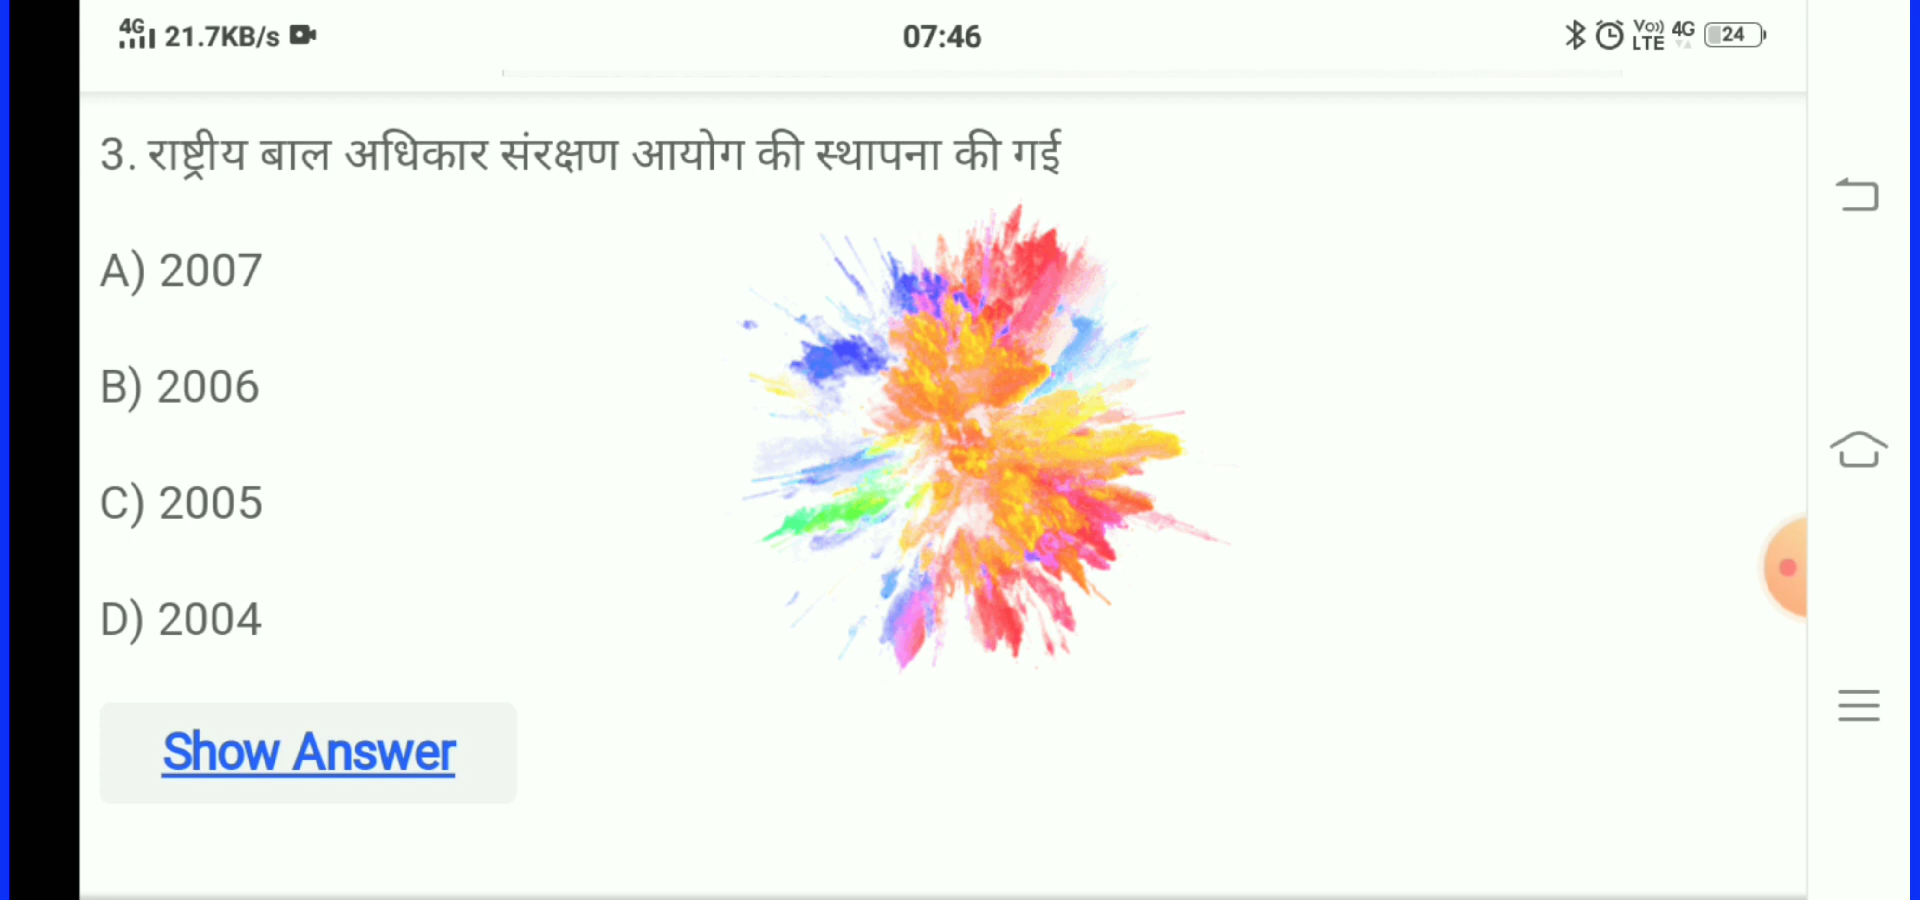 4G 21.7KB/s 07:46 Vo)) LTE 4G 24
3. राष्ट्रीय बाल अधिकार संरक्षण आयोग की स्थापना की गई
A) 2007
B) 2006
C) 2005
D) 2004
Show Answer